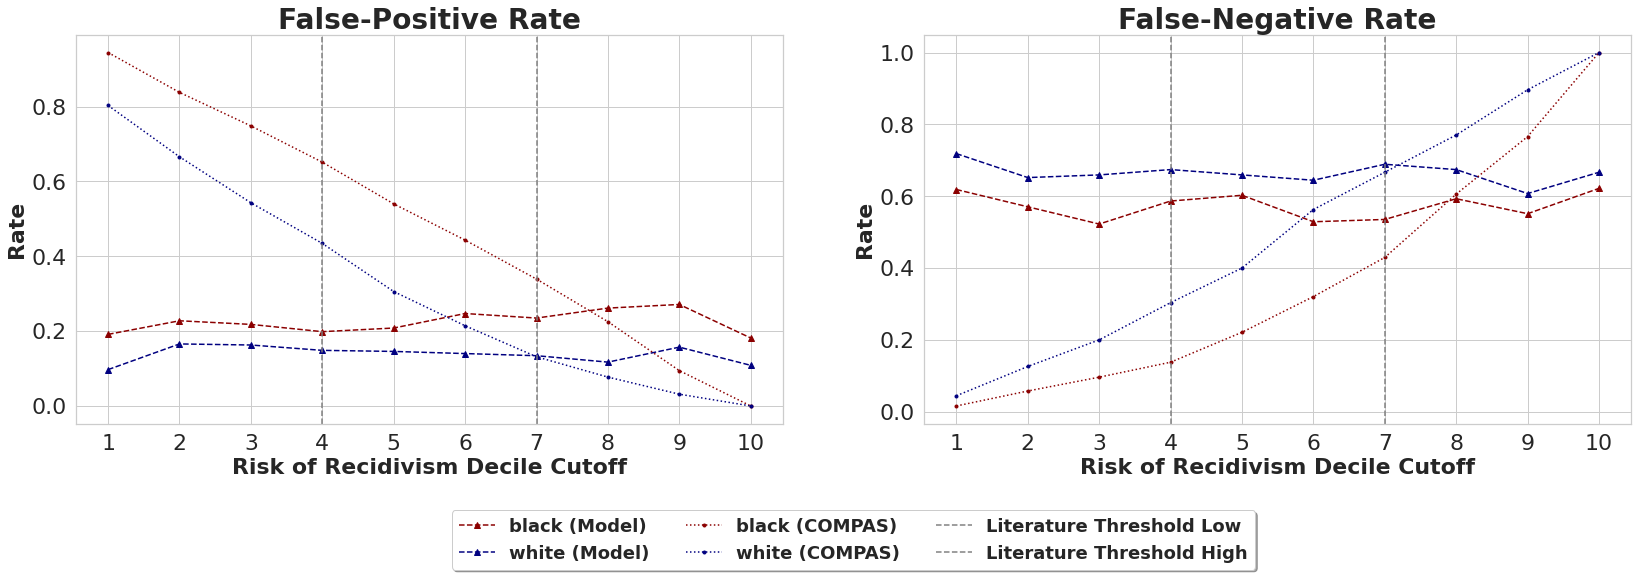 False-Positive Rate
Rate
0.8
0.6
0.4
0.2
0.0
1 2 3 4 5 6 7 8 9 10
Risk of Recidivism Decile Cutoff
False-Negative Rate
Rate
1.0
0.8
0.6
0.4
0.2
0.0
1 2 3 4 5 6 7 8 9 10
Risk of Recidivism Decile Cutoff
black (Model) black (COMPAS) Literature Threshold Low
white (Model) white (COMPAS) Literature Threshold High